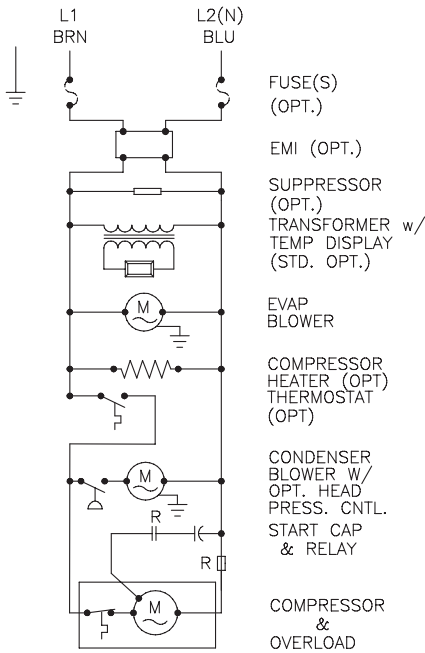 L1 L2(N)
BRN BLU
FUSE(S)
(OPT.)
EMI (OPT.)
SUPPRESSOR
(OPT.)
TRANSFORMER w/
TEMP DISPLAY
(STD. OPT.)
M
EVAP
BLOWER
COMPRESSOR
HEATER (OPT)
THERMOSTAT
(OPT)
M
CONDENSER
BLOWER W/
OPT. HEAD
PRESS. CNTL.
R
START CAP
& RELAY
R
M
COMPRESSOR
&
OVERLOAD